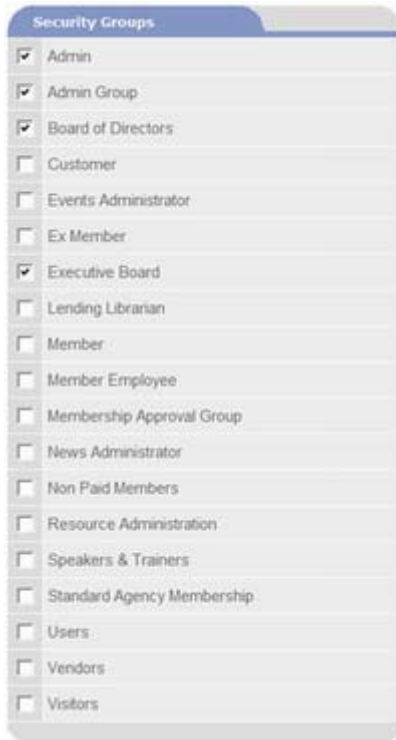 Security Groups
Admin
Admin Group
Board of Directors
Customer
Events Administrator
Ex Member
Executive Board
Lending Librarian
Member
Member Employee
Membership Approval Group
News Administrator
Non Paid Members
Resource Administration
Speakers & Trainers
Standard Agency Membership
Users
Vendors
Visitors